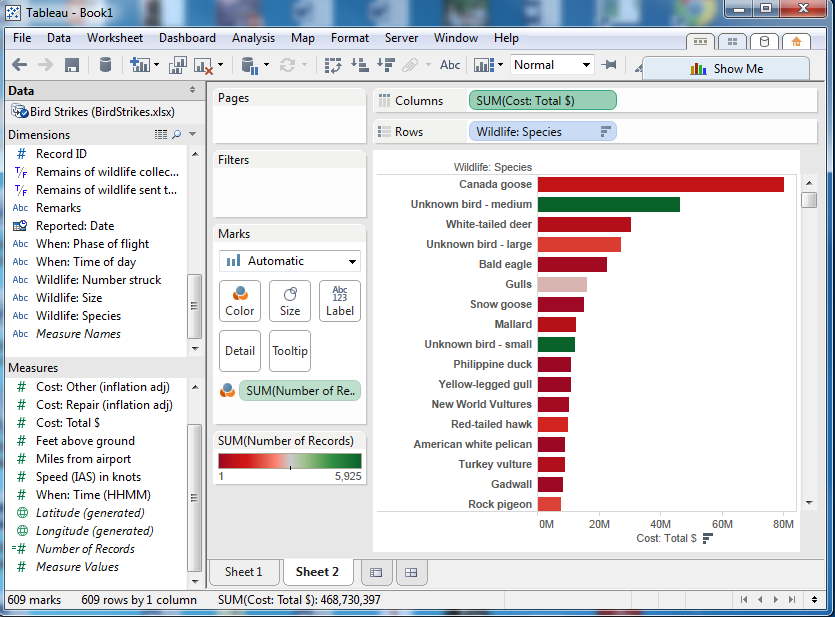 Tableau - Book1
File Data Worksheet Dashboard Analysis Map Format Server Window Help
Abc Normal Show Me
Data
Bird Strikes (BirdStrikes.xlsx)
Dimensions
# Record ID
T/F Remains of wildlife collec...
T/F Remains of wildlife sent t...
Abc Remarks
Reported: Date
Abc When: Phase of flight
Abc When: Time of day
Abc Wildlife: Number struck
Abc Wildlife: Size
Abc Wildlife: Species
Abc Measure Names
Measures
# Cost: Other (inflation adj)
# Cost: Repair (inflation adj)
# Cost: Total $
# Feet above ground
# Miles from airport
# Speed (IAS) in knots
# When: Time (HHMM)
Latitude (generated)
Longitude (generated)
=# Number of Records
# Measure Values
Pages
Filters
Marks
Automatic
Color Size Abc 123 Label
Detail Tooltip
SUM(Number of Re..
SUM(Number of Records)
1 5,925
Columns SUM(Cost: Total $)
Rows Wildlife: Species
Wildlife: Species
Canada goose
Unknown bird - medium
White-tailed deer
Unknown bird - large
Bald eagle
Gulls
Snow goose
Mallard
Unknown bird - small
Philippine duck
Yellow-legged gull
New World Vultures
Red-tailed hawk
American white pelican
Turkey vulture
Gadwall
Rock pigeon
0M 20M 40M 60M 80M
Cost: Total $
Sheet 1 Sheet 2
609 marks 609 rows by 1 column SUM(Cost: Total $): 468,730,397